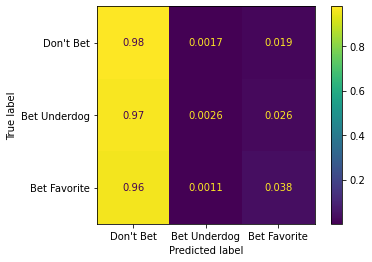 Don't Bet 0.98 0.0017 0.019
Bet Underdog 0.97 0.0026 0.026
Bet Favorite 0.96 0.0011 0.038
True label
Don't Bet Bet Underdog Bet Favorite
Predicted label
0.8
0.6
0.4
0.2